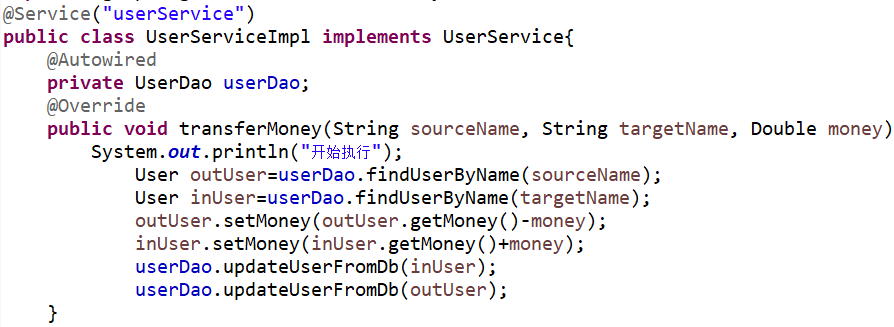 @Service("userService")
public class UserServiceImpl implements UserService{
@Autowired
private UserDao userDao;
@Override
public void transferMoney(String sourceName, String targetName, Double money)
System.out.println("开始执行");
User outUser=userDao.findUserByName(sourceName);
User inUser=userDao.findUserByName(targetName);
outUser.setMoney(outUser.getMoney()-money);
inUser.setMoney(inUser.getMoney()+money);
userDao.updateUserFromDb(inUser);
userDao.updateUserFromDb(outUser);
}